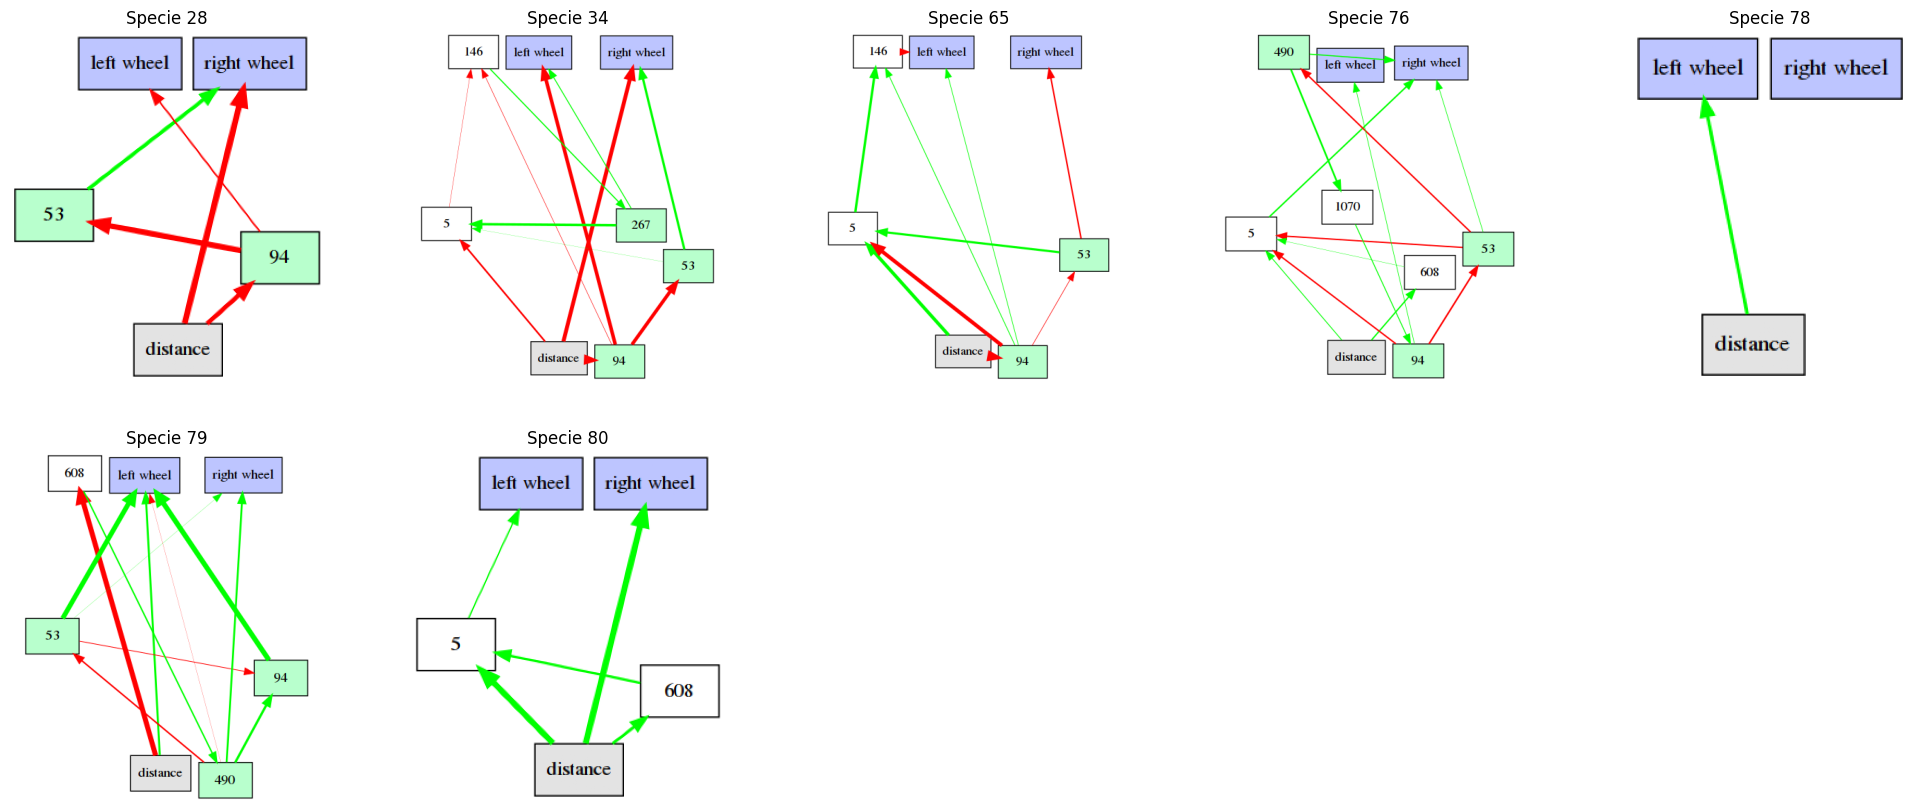 Specie 28
left wheel
right wheel
53
94
distance
Specie 34
146
left wheel
right wheel
5
267
53
distance
94
Specie 65
146
left wheel
right wheel
5
53
distance
94
Specie 76
490
left wheel
right wheel
1070
5
53
608
distance
94
Specie 78
left wheel
right wheel
distance
Specie 79
608
left wheel
right wheel
53
94
distance
490
Specie 80
left wheel
right wheel
5
608
distance